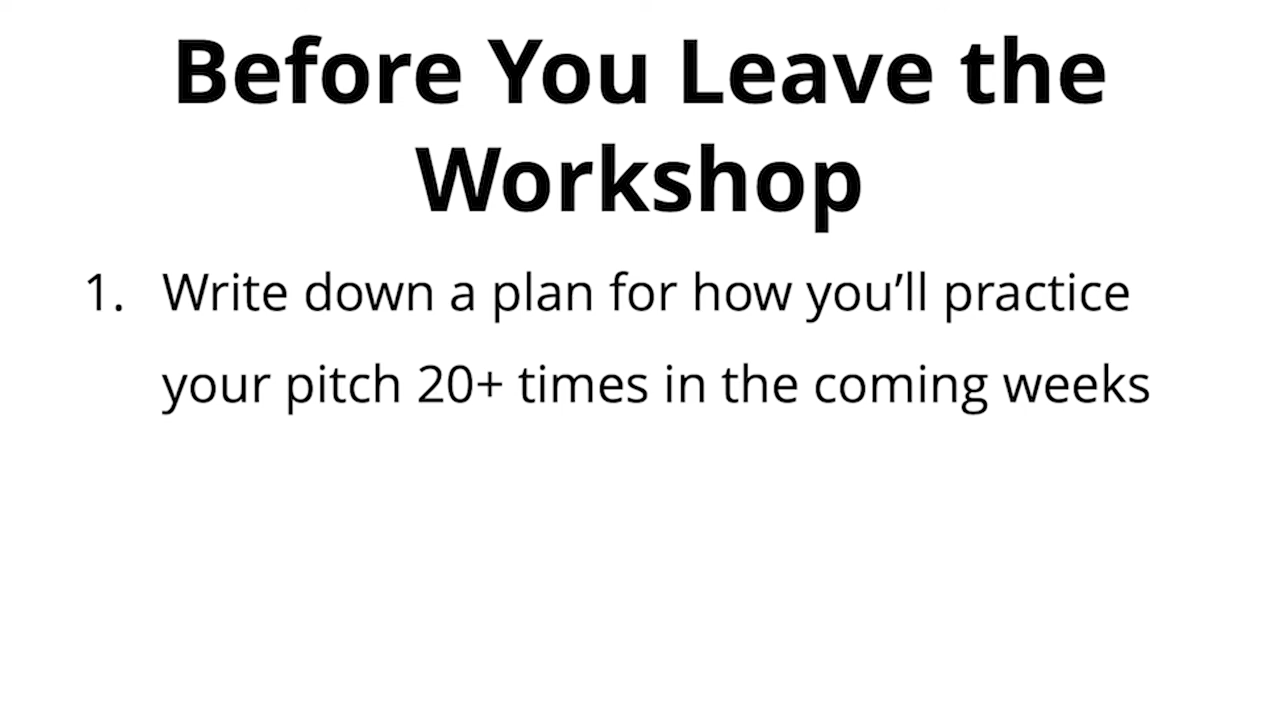 Before You Leave the
Workshop
1. Write down a plan for how you’ll practice
your pitch 20+ times in the coming weeks